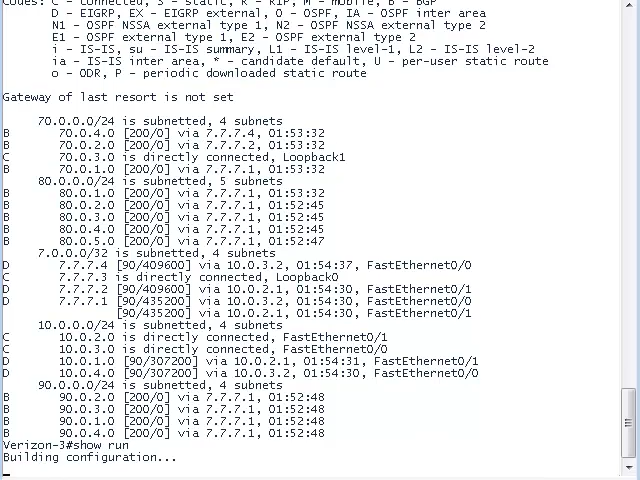 Codes: C - connected, S - static, R - RIP, M - mobile, B - BGP
D - EIGRP, EX - EIGRP external, O - OSPF, IA - OSPF inter area
N1 - OSPF NSSA external type 1, N2 - OSPF NSSA external type 2
E1 - OSPF external type 1, E2 - OSPF external type 2
i - IS-IS, su - IS-IS summary, L1 - IS-IS level-1, L2 - IS-IS level-2
ia - IS-IS inter area, * - candidate default, U - per-user static route
o - ODR, P - periodic downloaded static route
Gateway of last resort is not set
70.0.0.0/24 is subnetted, 4 subnets
B 70.0.4.0 [200/0] via 7.7.7.4, 01:53:32
B 70.0.2.0 [200/0] via 7.7.7.2, 01:53:32
C 70.0.3.0 is directly connected, Loopback1
B 70.0.1.0 [200/0] via 7.7.7.1, 01:53:32
80.0.0.0/24 is subnetted, 5 subnets
B 80.0.1.0 [200/0] via 7.7.7.1, 01:53:32
B 80.0.2.0 [200/0] via 7.7.7.1, 01:52:45
B 80.0.3.0 [200/0] via 7.7.7.1, 01:52:45
B 80.0.4.0 [200/0] via 7.7.7.1, 01:52:45
B 80.0.5.0 [200/0] via 7.7.7.1, 01:52:47
7.0.0.0/32 is subnetted, 4 subnets
D 7.7.7.4 [90/409600] via 10.0.3.2, 01:54:37, FastEthernet0/0
C 7.7.7.3 is directly connected, Loopback0
D 7.7.7.2 [90/409600] via 10.0.2.1, 01:54:30, FastEthernet0/1
D 7.7.7.1 [90/435200] via 10.0.3.2, 01:54:30, FastEthernet0/0
[90/435200] via 10.0.2.1, 01:54:30, FastEthernet0/1
10.0.0.0/24 is subnetted, 4 subnets
C 10.0.2.0 is directly connected, FastEthernet0/1
C 10.0.3.0 is directly connected, FastEthernet0/0
D 10.0.1.0 [90/307200] via 10.0.2.1, 01:54:31, FastEthernet0/1
D 10.0.4.0 [90/307200] via 10.0.3.2, 01:54:30, FastEthernet0/0
90.0.0.0/24 is subnetted, 4 subnets
B 90.0.2.0 [200/0] via 7.7.7.1, 01:52:48
B 90.0.3.0 [200/0] via 7.7.7.1, 01:52:48
B 90.0.1.0 [200/0] via 7.7.7.1, 01:52:48
B 90.0.4.0 [200/0] via 7.7.7.1, 01:52:48
Verizon-3#show run
Building configuration...